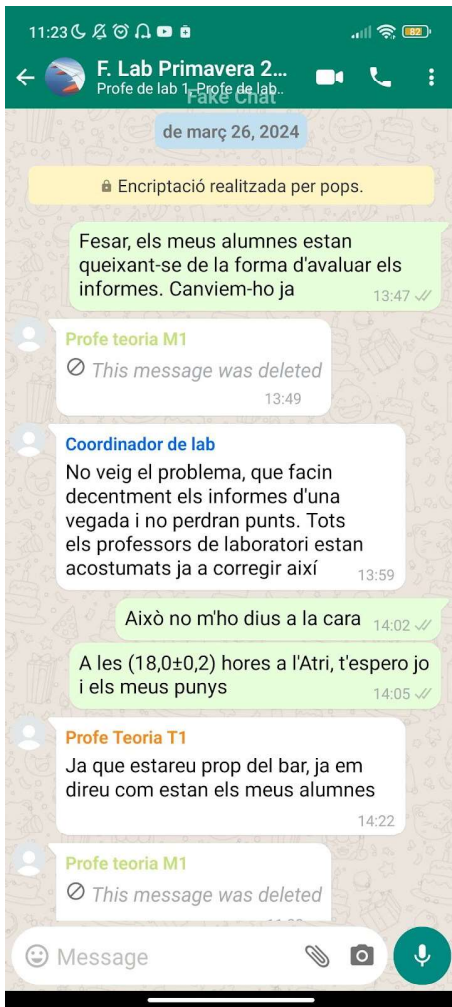 11:23
82
F. Lab Primavera 2...
Profe de lab 1, Profe de lab..
Fake Chat
de març 26, 2024
Encriptació realitzada per pops.
Fesar, els meus alumnes estan
queixant-se de la forma d'avaluar els
informes. Canviem-ho ja
13:47
Profe teoria M1
This message was deleted
13:49
Coordinador de lab
No veig el problema, que facin
decentment els informes d'una
vegada i no perdran punts. Tots
els professors de laboratori estan
acostumats ja a corregir així
13:59
Això no m'ho dius a la cara
14:02
A les (18,0±0,2) hores a l'Atri, t'espero jo
i els meus punys
14:05
Profe Teoria T1
Ja que estareu prop del bar, ja em
direu com estan els meus alumnes
14:22
Profe teoria M1
This message was deleted
Message